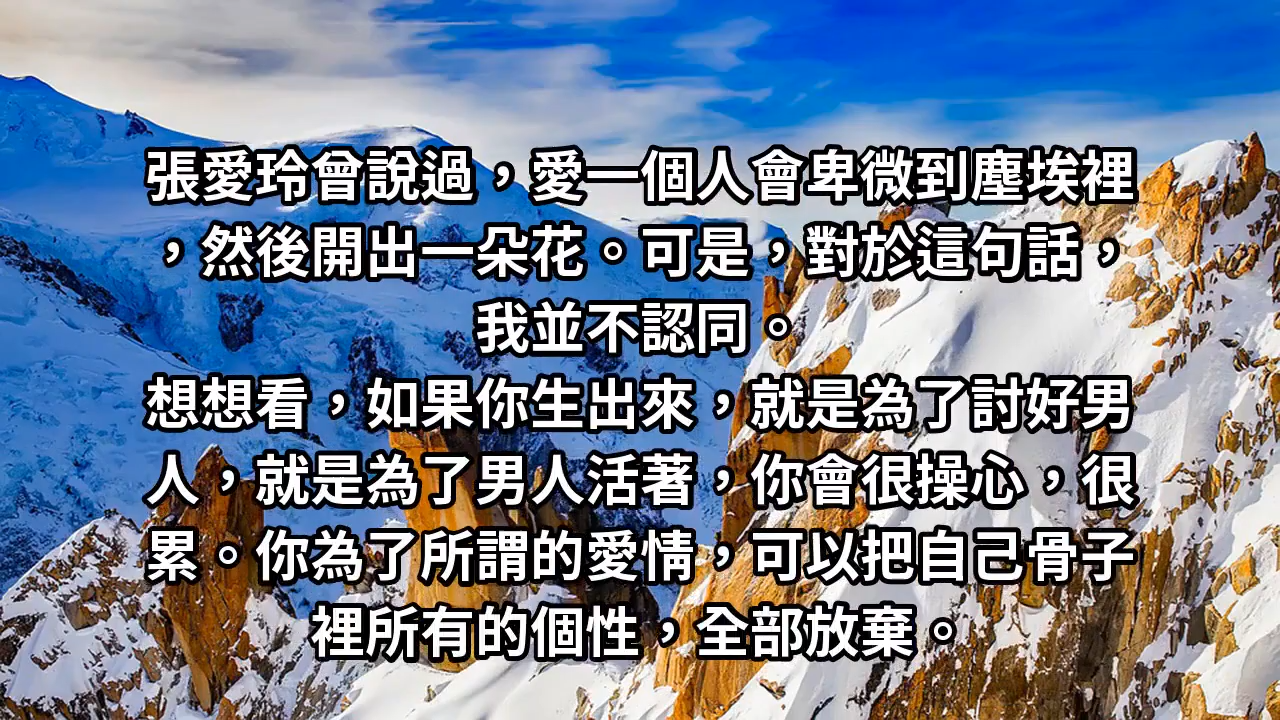 張愛玲曾說過，愛一個人會卑微到塵埃裡
，然後開出一朵花。可是，對於這句話，
我並不認同。
想想看，如果你生出來，就是為了討好男
人，就是為了男人活著，你會很操心，很
累。你為了所謂的愛情，可以把自己骨子
裡所有的個性，全部放棄。